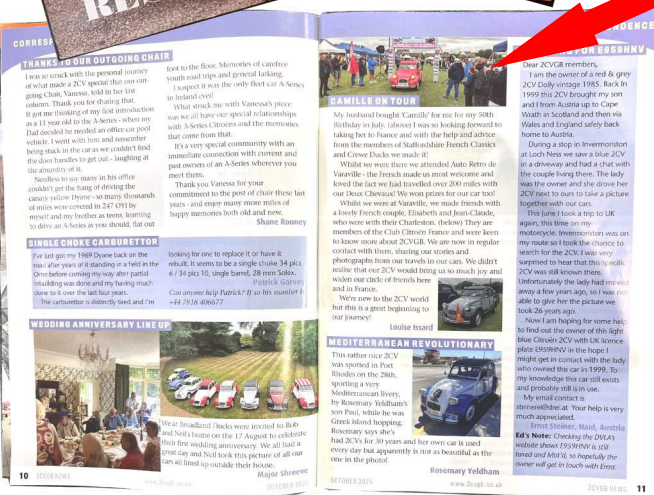 CORRESP
THANKS TO OUR OUTGOING CHAIR
I was so struck with the personal journey
of what made a 2CV special that our out-
going Chair, Vanessa, told in her last
column. Thank you for sharing that.
It got me thinking of my first introduction
as a 11 year old to the A-Series - when my
Dad decided he needed an office car pool
vehicle. I went with him and remember
being stuck in the car as we couldn't find
the door handles to get out - laughing at
the absurdity of it.
Needless to say many in his office
couldn't get the hang of driving the
canary yellow Dyane - so many thousands
of miles were covered in 247 OYI by
myself and my brother as teens, learning
to drive an A-Series as you should, flat out
foot to the floor. Memories of carefree
youth road trips and general larking.
I suspect it was the only fleet car A-Series
in Ireland ever!
What struck me with Vanessa's piece
was we all have our special relationships
with A-Series Citroens and the memories
that come from that.
It's a very special community with an
immediate connection with current and
past owners of an A-Series wherever you
meet them.
Thank you Vanessa for your
commitment to the post of chair these last
years - and enjoy many more miles of
happy memories both old and new.
Shane Rooney
SINGLE CHOKE CARBURETTOR
I've just got my 1969 Dyane back on the
road after years of it standing in a field in the
Orne before coming my way after partial
rebuilding was done and my having much
done to it over the last four years.
The carburettor is distinctly tired and I'm
looking for one to replace it or have it
rebuilt. It seems to be a single choke 34 pics
6 / 34 pics 10, single barrel, 28 mm Solex.
Patrick Garvey
Can anyone help Patrick? If so his number is
+44 7818 406677
WEDDING ANNIVERSARY LINE UP
We at Broadland Ducks were invited to Rob
and Neil's home on the 17 August to celebrate
their first wedding anniversary. We all had a
great day and Neil took this picture of all our
cars all lined up outside their house.
Major Shreeve
10 2CVGB NEWS
www.2cvgb.co.uk
OCTOBER 2025
CAMILLE ON TOUR
My husband bought 'Camille' for me for my 50th
Birthday in July. (above) I was so looking forward to
taking her to France and with the help and advice
from the members of Staffordshire French Classics
and Crewe Ducks we made it!
Whilst we were there we attended Auto Retro de
Varaville - the French made us most welcome and
loved the fact we had travelled over 200 miles with
our Deux Chevaux! We won prizes for our car too!
Whilst we were at Varaville, we made friends with
a lovely French couple, Elisabeth and Jean-Claude,
who were with their Charleston. (below) They are
members of the Club Citroën France and were keen
to know more about 2CVGB. We are now in regular
contact with them, sharing our stories and
photographs from our travels in our cars. We didn't
realise that our 2CV would bring us so much joy and
widen our circle of friends here
and in France.
We're new to the 2CV world
but this is a great beginning to
our journey!
Louise Issard
MEDITERRANEAN REVOLUTIONARY
This rather nice 2CV
was spotted in Port
Rhodes on the 28th,
sporting a very
Mediterranean livery,
by Rosemary Yeldham's
son Paul, while he was
Greek island hopping.
Rosemary says she's
had 2CVs for 30 years and her own car is used
every day but apparently is not as beautiful as the
one in the photo!
Rosemary Yeldham
OCTOBER 2025
www.2cvgb.co.uk
NDENCE
FOR E959HNV
Dear 2CVGB members,
I am the owner of a red & grey
2CV Dolly vintage 1985. Back in
1999 this 2CV brought my son
and I from Austria up to Cape
Wrath in Scotland and then via
Wales and England safely back
home to Austria.
During a stop in Invermoriston
at Loch Ness we saw a blue 2CV
in a driveway and had a chat with
the couple living there. The lady
was the owner and she drove her
2CV next to ours to take a picture
together with our cars.
This June I took a trip to UK
again, this time on my
motorcycle, Invermoriston was on
my route so I took the chance to
search for the 2CV. I was very
surprised to hear that this specific
2CV was still known there.
Unfortunately the lady had moved
away a few years ago, so I was not
able to give her the picture we
took 26 years ago.
Now I am hoping for some help
to find out the owner of this light
blue Citroën 2CV with UK licence
plate E959HNV in the hope I
might get in contact with the lady
who owned this car in 1999. To
my knowledge this car still exists
and probably still is in use.
My email contact is
steinerel@drei.at Your help is very
much appreciated.
Ernst Steiner, Haid, Austria
Ed's Note: Checking the DVLA's
website shows E959HNV is still
taxed and Mot'd, so hopefully the
owner will get in touch with Ernst.
2CVGB NEWS 11